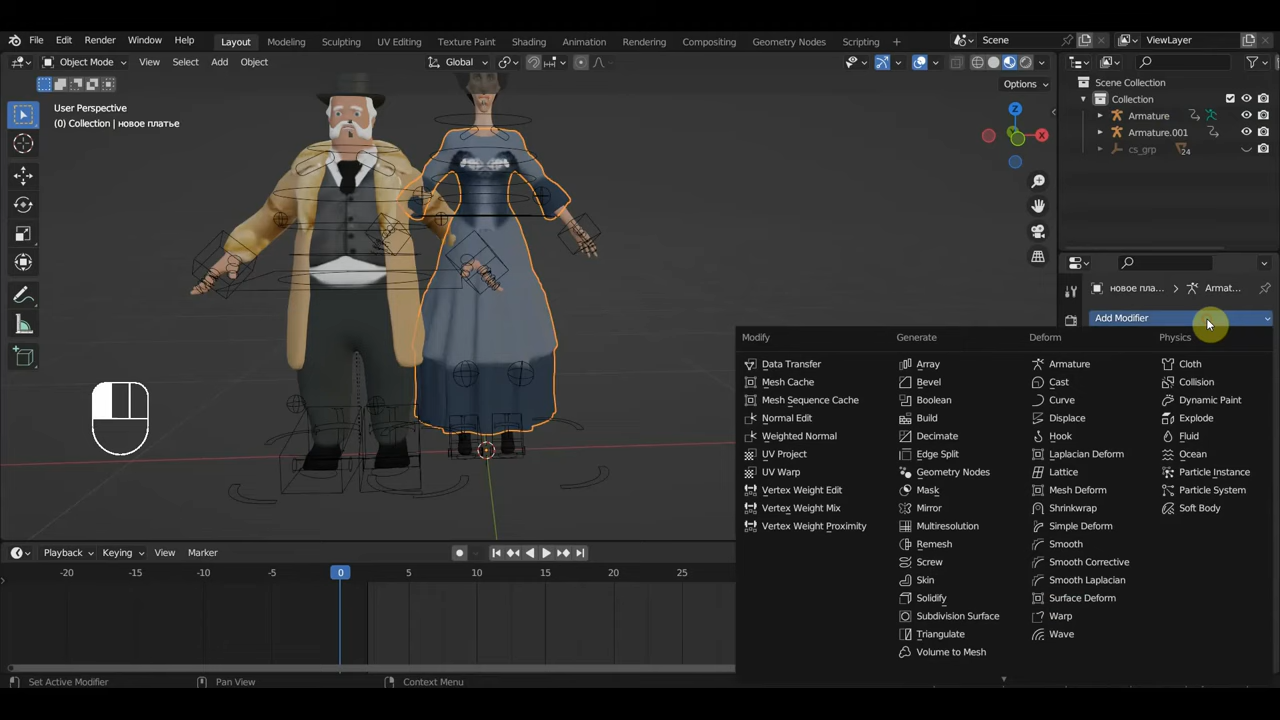 File Edit Render Window Help Layout Modeling Sculpting UV Editing Texture Paint Shading Animation Rendering Compositing Geometry Nodes Scripting + Scene ViewLayer
Object Mode View Select Add Object Global
Options
User Perspective
(0) Collection | новое платье
Z
X
Scene Collection
Collection
Armature
Armature.001
cs_grp 24
новое пла... > Armat...
Add Modifier
Modify Generate Deform Physics
Data Transfer Array Armature Cloth
Mesh Cache Bevel Cast Collision
Mesh Sequence Cache Boolean Curve Dynamic Paint
Normal Edit Build Displace Explode
Weighted Normal Decimate Hook Fluid
UV Project Edge Split Laplacian Deform Ocean
UV Warp Geometry Nodes Lattice Particle Instance
Vertex Weight Edit Mask Mesh Deform Particle System
Vertex Weight Mix Mirror Shrinkwrap Soft Body
Vertex Weight Proximity Multiresolution Simple Deform
Remesh Smooth
Screw Smooth Corrective
Skin Smooth Laplacian
Solidify Surface Deform
Subdivision Surface Warp
Triangulate Wave
Volume to Mesh
Playback Keying View Marker
-20 -15 -10 -5 0 5 10 15 20 25
Set Active Modifier Pan View Context Menu